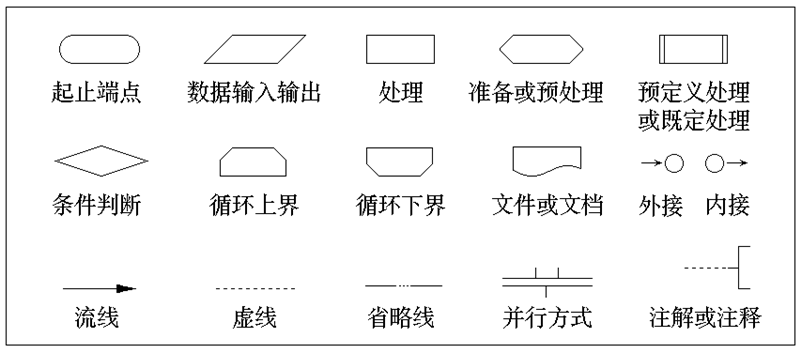 起止端点
数据输入输出
处理
准备或预处理
预定义处理
或既定处理
条件判断
循环上界
循环下界
文件或文档
外接
内接
流线
虚线
省略线
并行方式
注解或注释